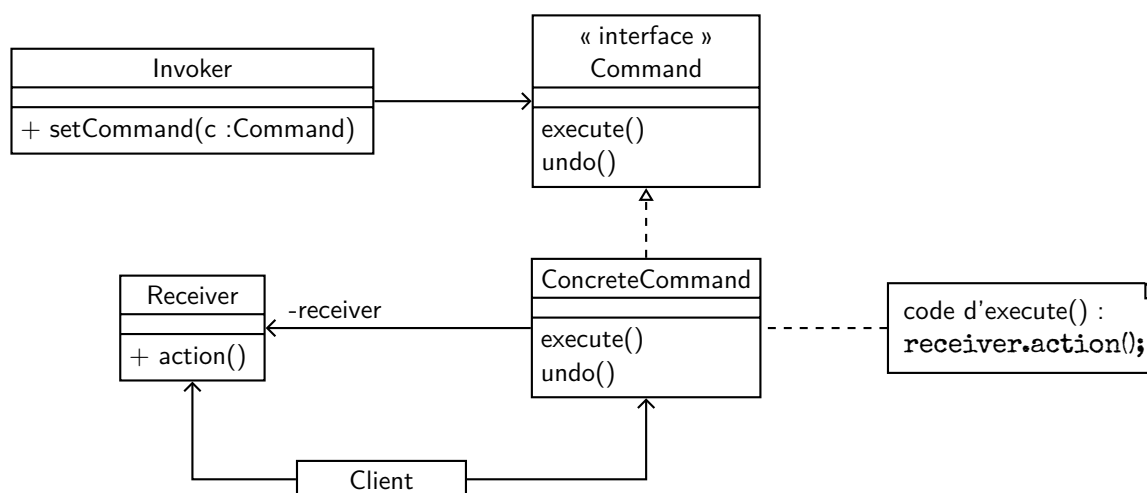 Invoker
+ setCommand(c :Command)
« interface »
Command
execute()
undo()
Receiver
+ action()
-receiver
ConcreteCommand
execute()
undo()
code d'execute() :
receiver.action();
Client